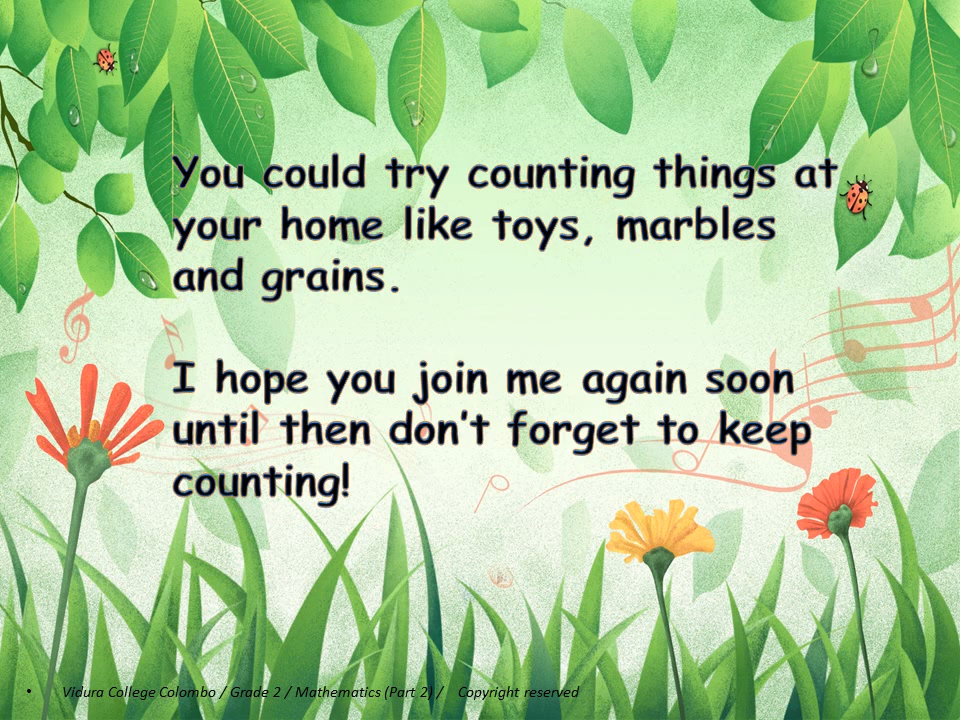 You could try counting things at
your home like toys, marbles
and grains.
I hope you join me again soon
until then don't forget to keep
counting!
• Vidura College Colombo / Grade 2 / Mathematics (Part 2) / Copyright reserved